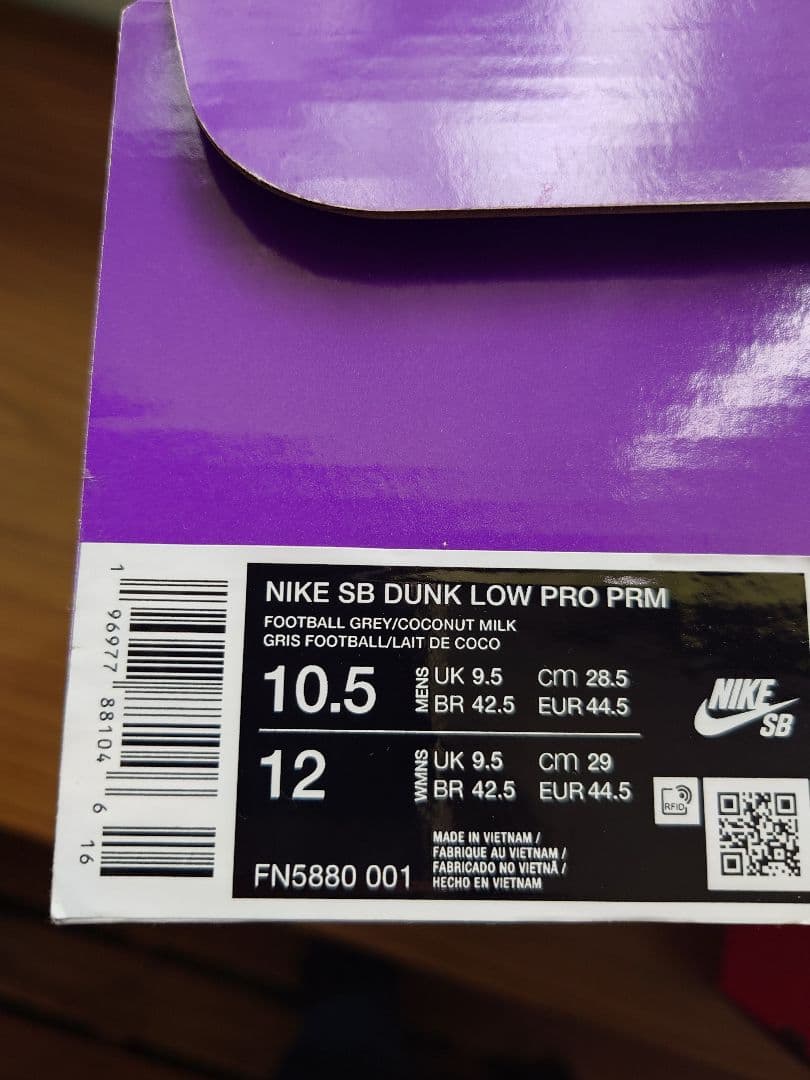 NIKE SB DUNK LOW PRO PRM
FOOTBALL GREY/COCONUT MILK
GRIS FOOTBALL/LAIT DE COCO
10.5 MENS UK 9.5 cm 28.5
BR 42.5 EUR 44.5
12 WMNS UK 9.5 cm 29
BR 42.5 EUR 44.5
NIKE
SB
RFID
MADE IN VIETNAM /
FABRIQUE AU VIETNAM /
FABRICADO NO VIETNÃ /
HECHO EN VIETNAM
FN5880 001
1 96977 88104 6 16